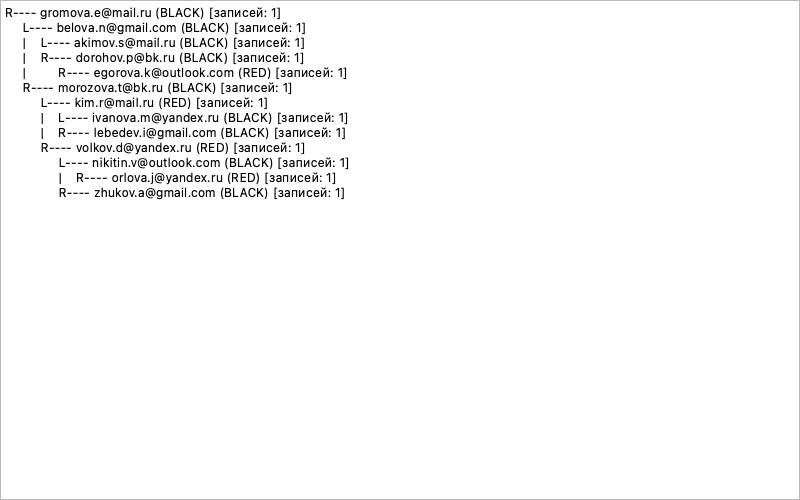 R---- gromova.e@mail.ru (BLACK) [записей: 1]
L---- belova.n@gmail.com (BLACK) [записей: 1]
| L---- akimov.s@mail.ru (BLACK) [записей: 1]
| R---- dorohov.p@bk.ru (BLACK) [записей: 1]
| R---- egorova.k@outlook.com (RED) [записей: 1]
R---- morozova.t@bk.ru (BLACK) [записей: 1]
L---- kim.r@mail.ru (RED) [записей: 1]
| L---- ivanova.m@yandex.ru (BLACK) [записей: 1]
| R---- lebedev.i@gmail.com (BLACK) [записей: 1]
R---- volkov.d@yandex.ru (RED) [записей: 1]
L---- nikitin.v@outlook.com (BLACK) [записей: 1]
| R---- orlova.j@yandex.ru (RED) [записей: 1]
R---- zhukov.a@gmail.com (BLACK) [записей: 1]